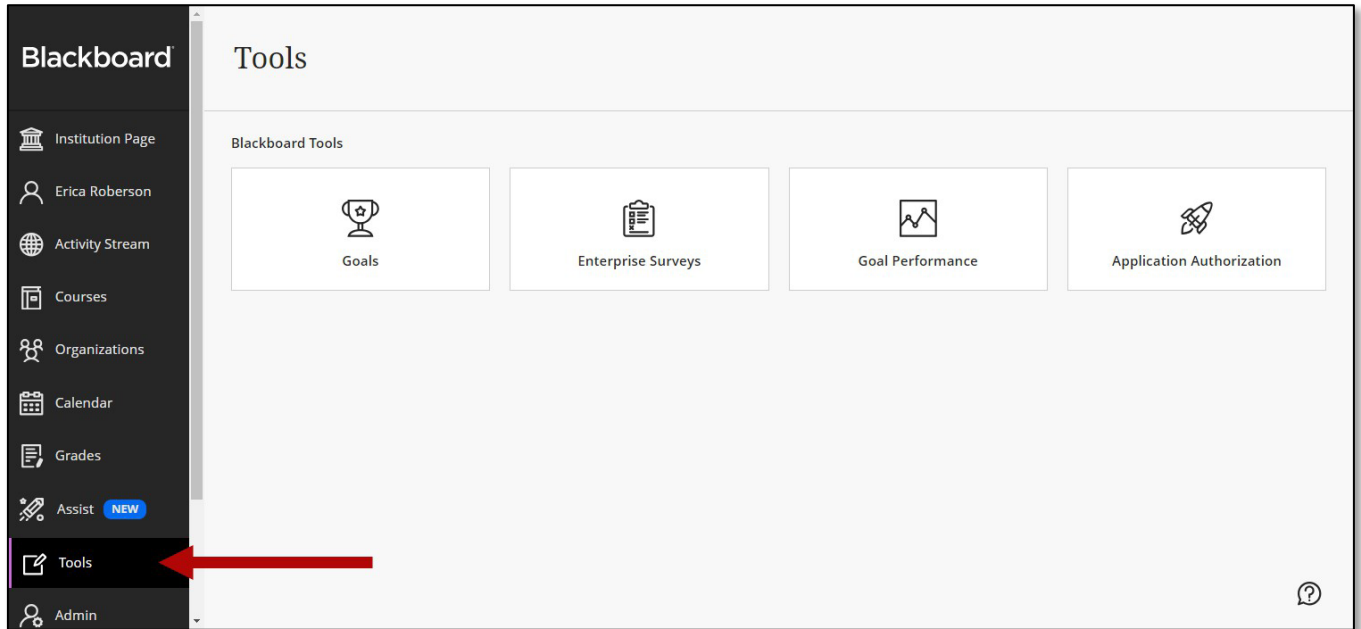 Blackboard
Institution Page
Erica Roberson
Activity Stream
Courses
Organizations
Calendar
Grades
Assist NEW
Tools
Admin
Tools
Blackboard Tools
Goals
Enterprise Surveys
Goal Performance
Application Authorization